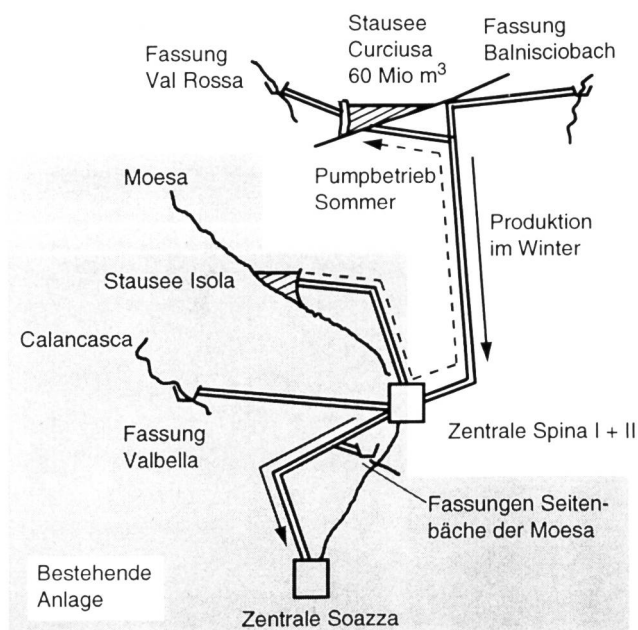 Fassung
Val Rossa
Stausee
Curciusa
60 Mio m³
Fassung
Balnisciobach
Moesa
Pumpbetrieb
Sommer
Produktion
im Winter
Stausee Isola
Calancasca
Fassung
Valbella
Zentrale Spina I + II
Fassungen Seiten-
bäche der Moesa
Bestehende
Anlage
Zentrale Soazza